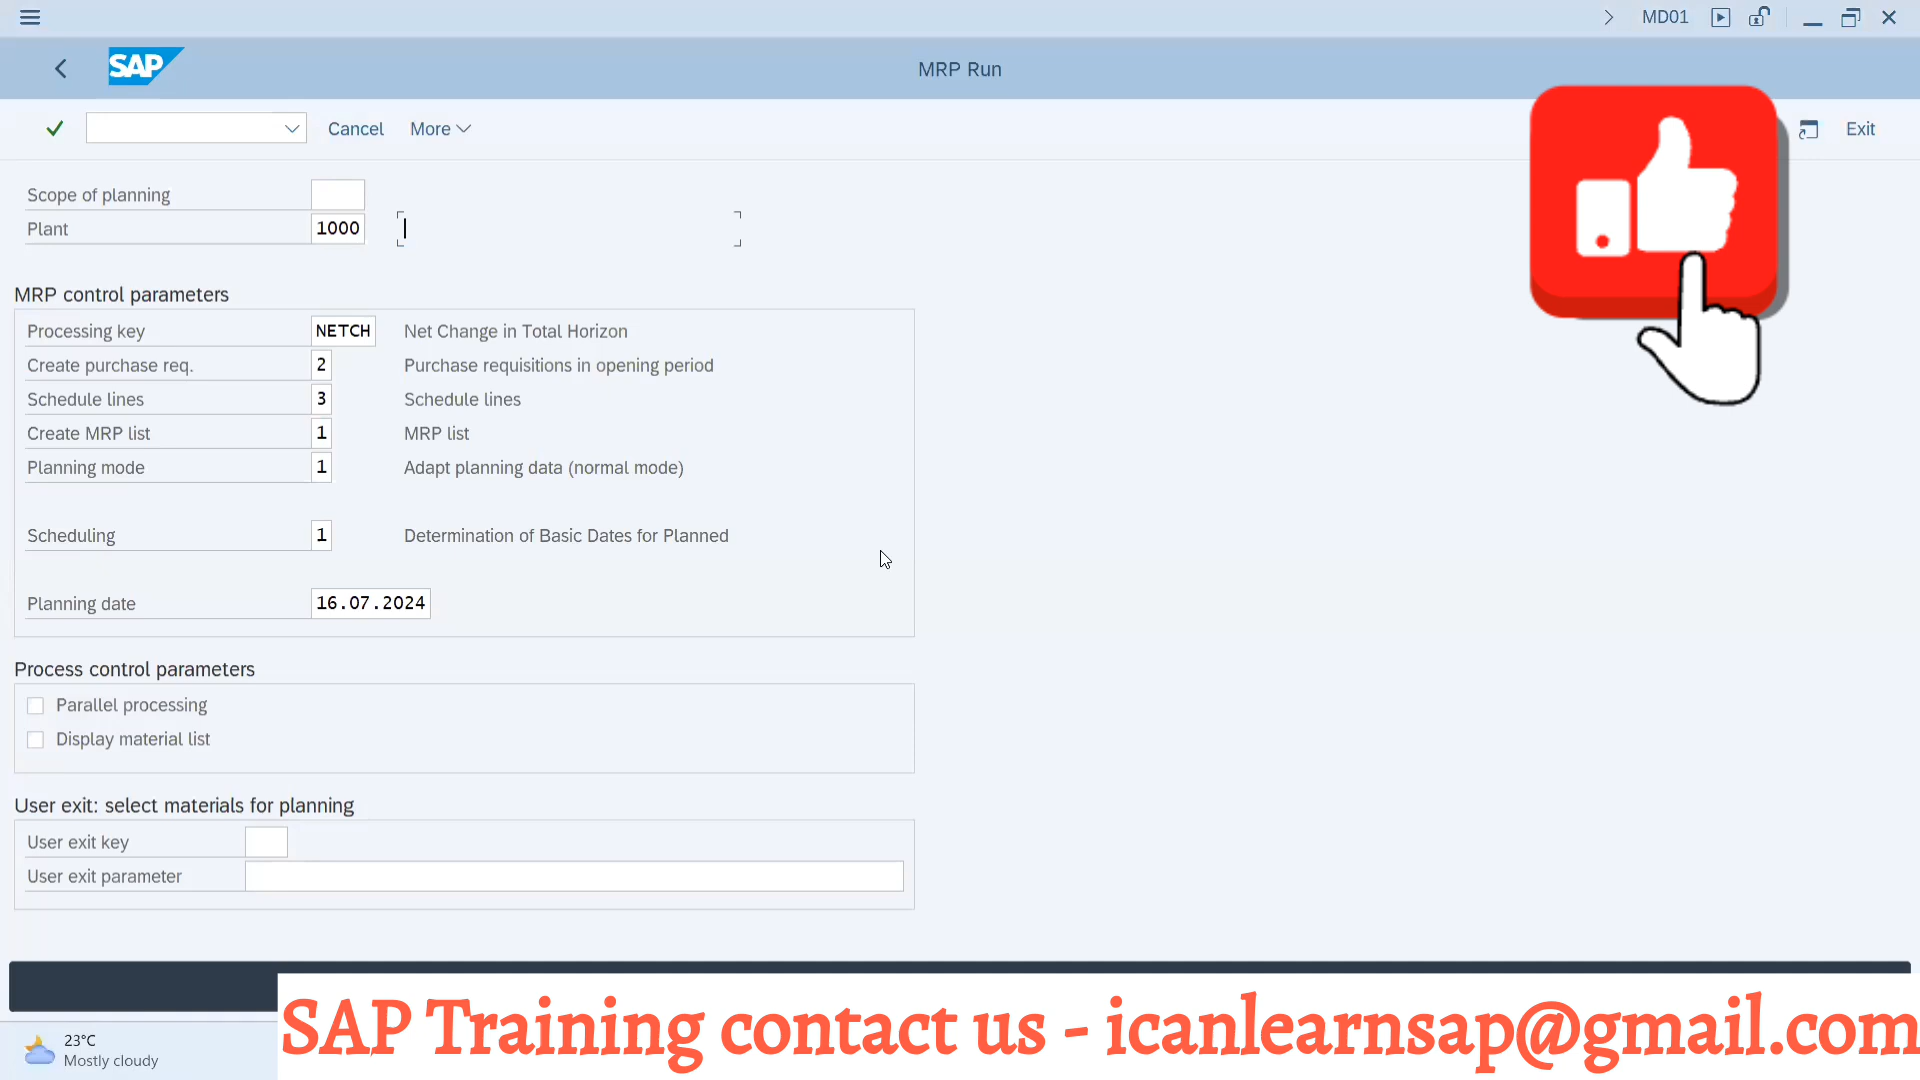 MD01
SAP
MRP Run
Cancel More Exit
Scope of planning
Plant 1000
MRP control parameters
Processing key NETCH Net Change in Total Horizon
Create purchase req. 2 Purchase requisitions in opening period
Schedule lines 3 Schedule lines
Create MRP list 1 MRP list
Planning mode 1 Adapt planning data (normal mode)
Scheduling 1 Determination of Basic Dates for Planned
Planning date 16.07.2024
Process control parameters
Parallel processing
Display material list
User exit: select materials for planning
User exit key
User exit parameter
SAP Training contact us - icanlearnsap@gmail.com
23°C
Mostly cloudy